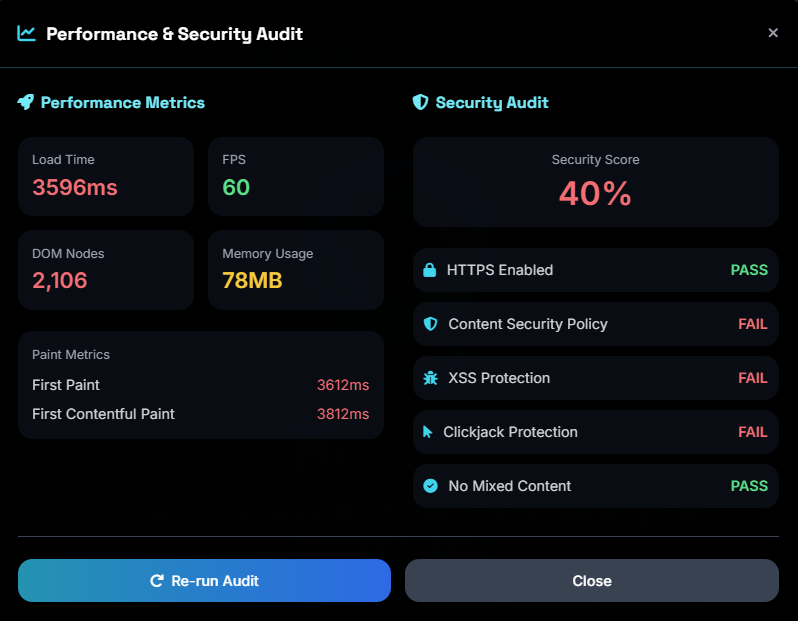 Performance & Security Audit
×
Performance Metrics
Load Time
3596ms
FPS
60
DOM Nodes
2,106
Memory Usage
78MB
Paint Metrics
First Paint 3612ms
First Contentful Paint 3812ms
Security Audit
Security Score
40%
HTTPS Enabled PASS
Content Security Policy FAIL
XSS Protection FAIL
Clickjack Protection FAIL
No Mixed Content PASS
Re-run Audit
Close